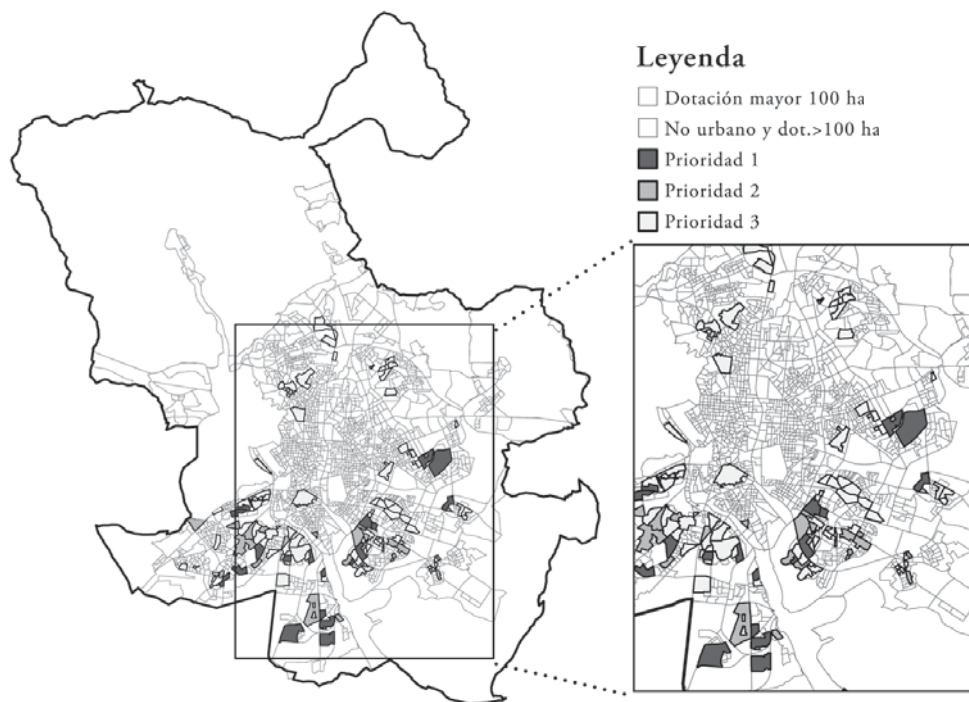 Leyenda
Dotación mayor 100 ha
No urbano y dot.>100 ha
Prioridad 1
Prioridad 2
Prioridad 3